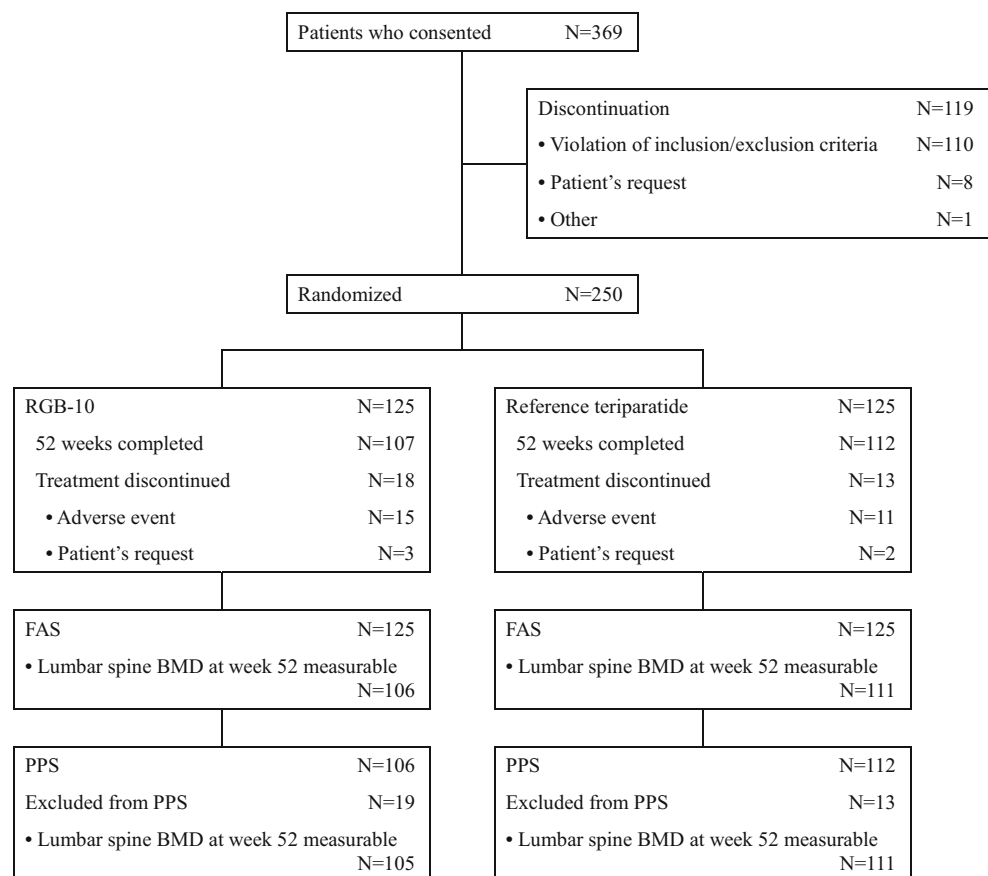 Patients who consented N=369
Discontinuation N=119
• Violation of inclusion/exclusion criteria N=110
• Patient’s request N=8
• Other N=1
Randomized N=250
RGB-10 N=125
52 weeks completed N=107
Treatment discontinued N=18
• Adverse event N=15
• Patient’s request N=3
Reference teriparatide N=125
52 weeks completed N=112
Treatment discontinued N=13
• Adverse event N=11
• Patient’s request N=2
FAS N=125
• Lumbar spine BMD at week 52 measurable
N=106
FAS N=125
• Lumbar spine BMD at week 52 measurable
N=111
PPS N=106
Excluded from PPS N=19
• Lumbar spine BMD at week 52 measurable
N=105
PPS N=112
Excluded from PPS N=13
• Lumbar spine BMD at week 52 measurable
N=111